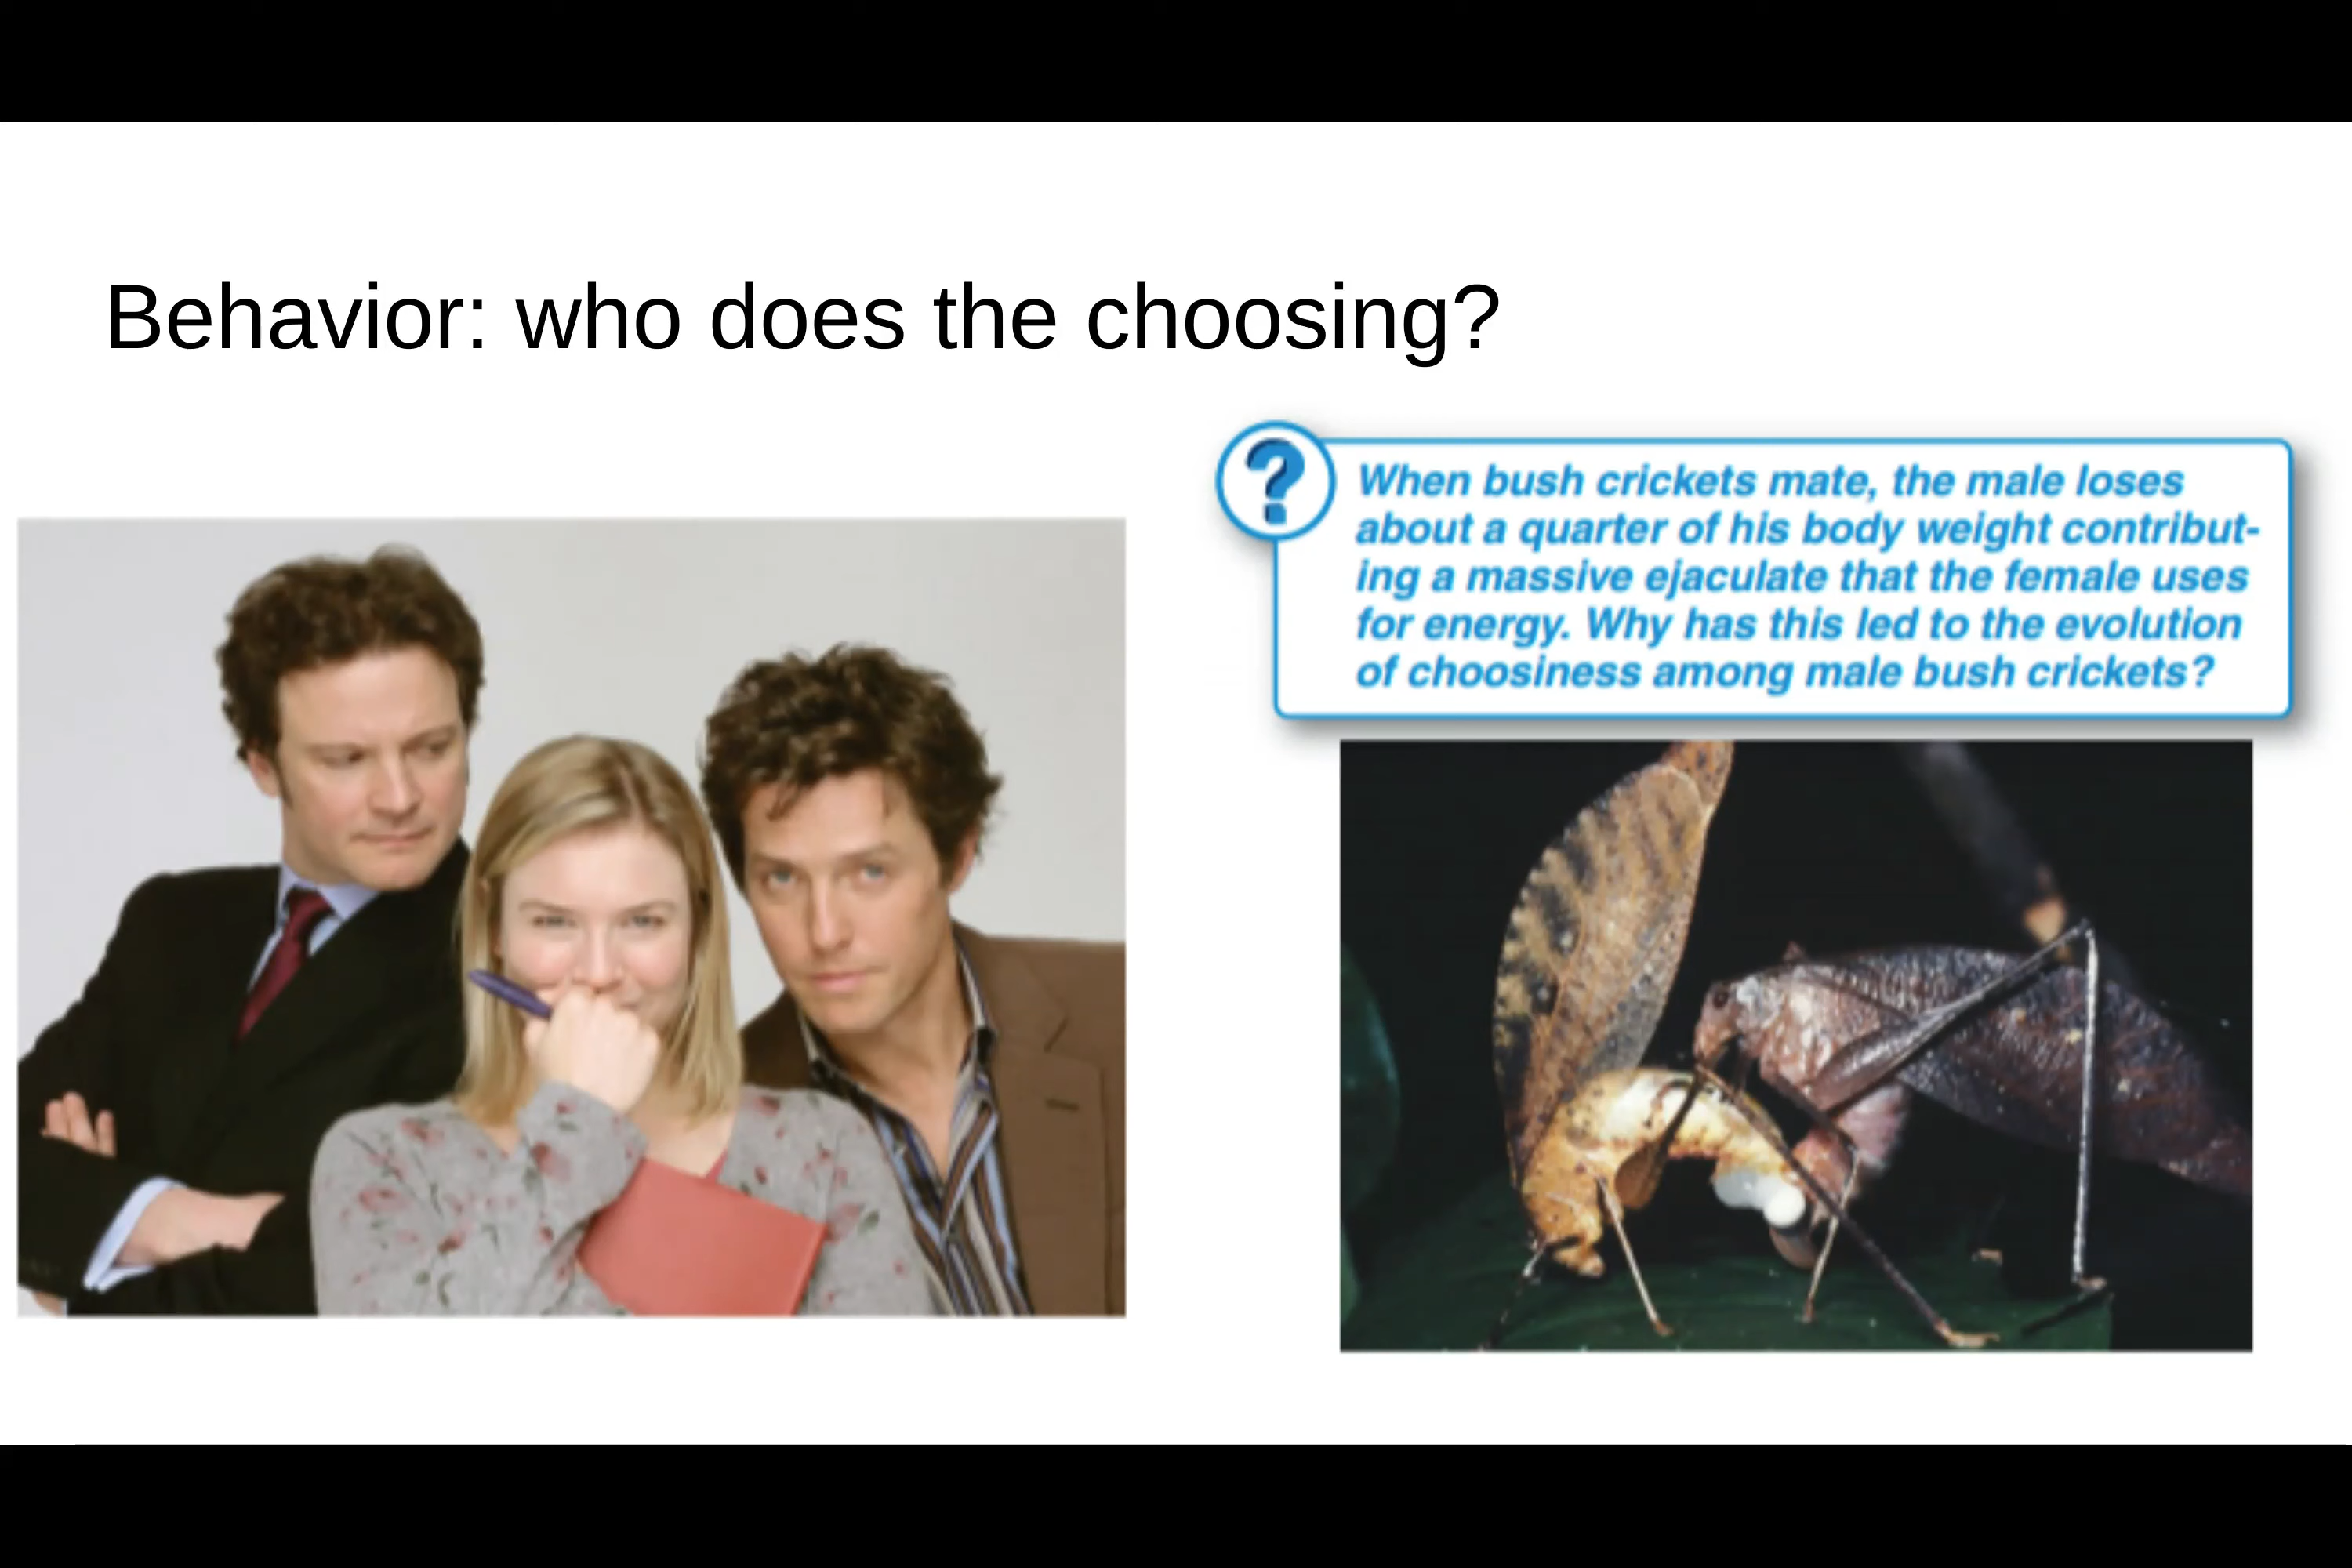 Behavior: who does the choosing?
?
When bush crickets mate, the male loses
about a quarter of his body weight contribut-
ing a massive ejaculate that the female uses
for energy. Why has this led to the evolution
of choosiness among male bush crickets?